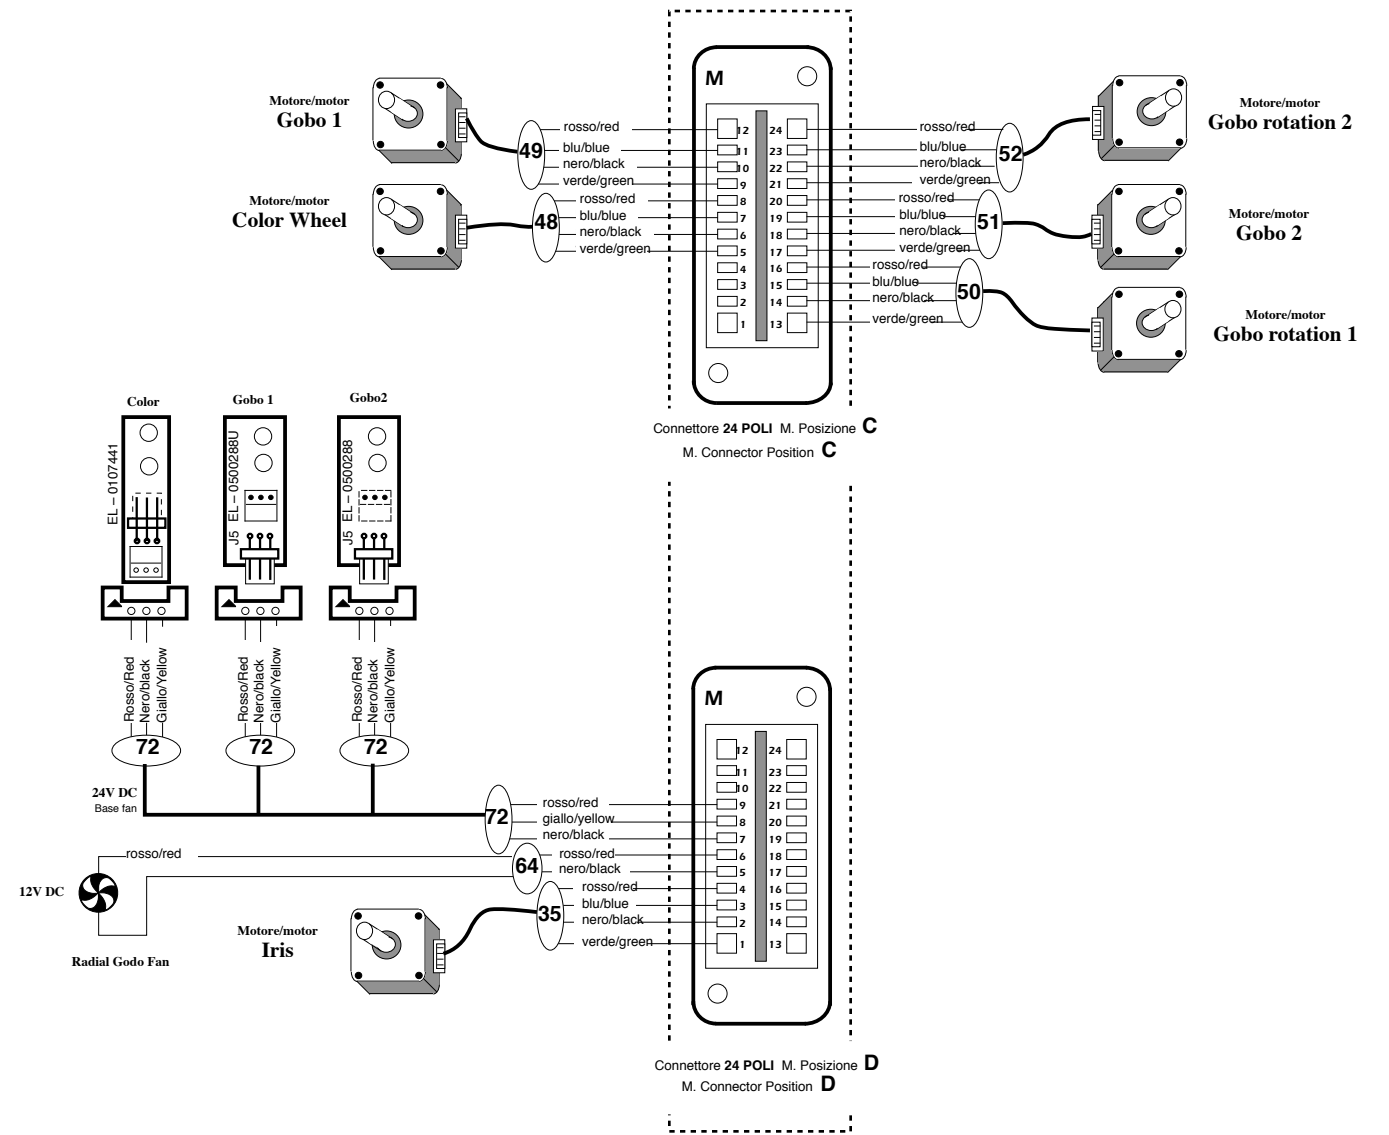 M
Motore/motor
Gobo 1
Motore/motor
Color Wheel
49
rosso/red
blu/blue
nero/black
verde/green
48
rosso/red
blu/blue
nero/black
verde/green
12 24
11 23
10 22
9 21
8 20
7 19
6 18
5 17
4 16
3 15
2 14
1 13
rosso/red
blu/blue
nero/black
verde/green
52
rosso/red
blu/blue
nero/black
verde/green
51
rosso/red
blu/blue
nero/black
verde/green
50
Motore/motor
Gobo rotation 2
Motore/motor
Gobo 2
Motore/motor
Gobo rotation 1
Connettore 24 POLI M. Posizione C
M. Connector Position C
Color
EL – 0107441
Gobo 1
J5 EL – 0500288U
Gobo2
J5 EL – 0500288
Rosso/Red
Nero/black
Giallo/Yellow
72
Rosso/Red
Nero/black
Giallo/Yellow
72
Rosso/Red
Nero/black
Giallo/Yellow
72
24V DC
Base fan
72
rosso/red
giallo/yellow
nero/black
rosso/red
12V DC
Radial Godo Fan
64
rosso/red
nero/black
Motore/motor
Iris
35
rosso/red
blu/blue
nero/black
verde/green
M
12 24
11 23
10 22
9 21
8 20
7 19
6 18
5 17
4 16
3 15
2 14
1 13
Connettore 24 POLI M. Posizione D
M. Connector Position D